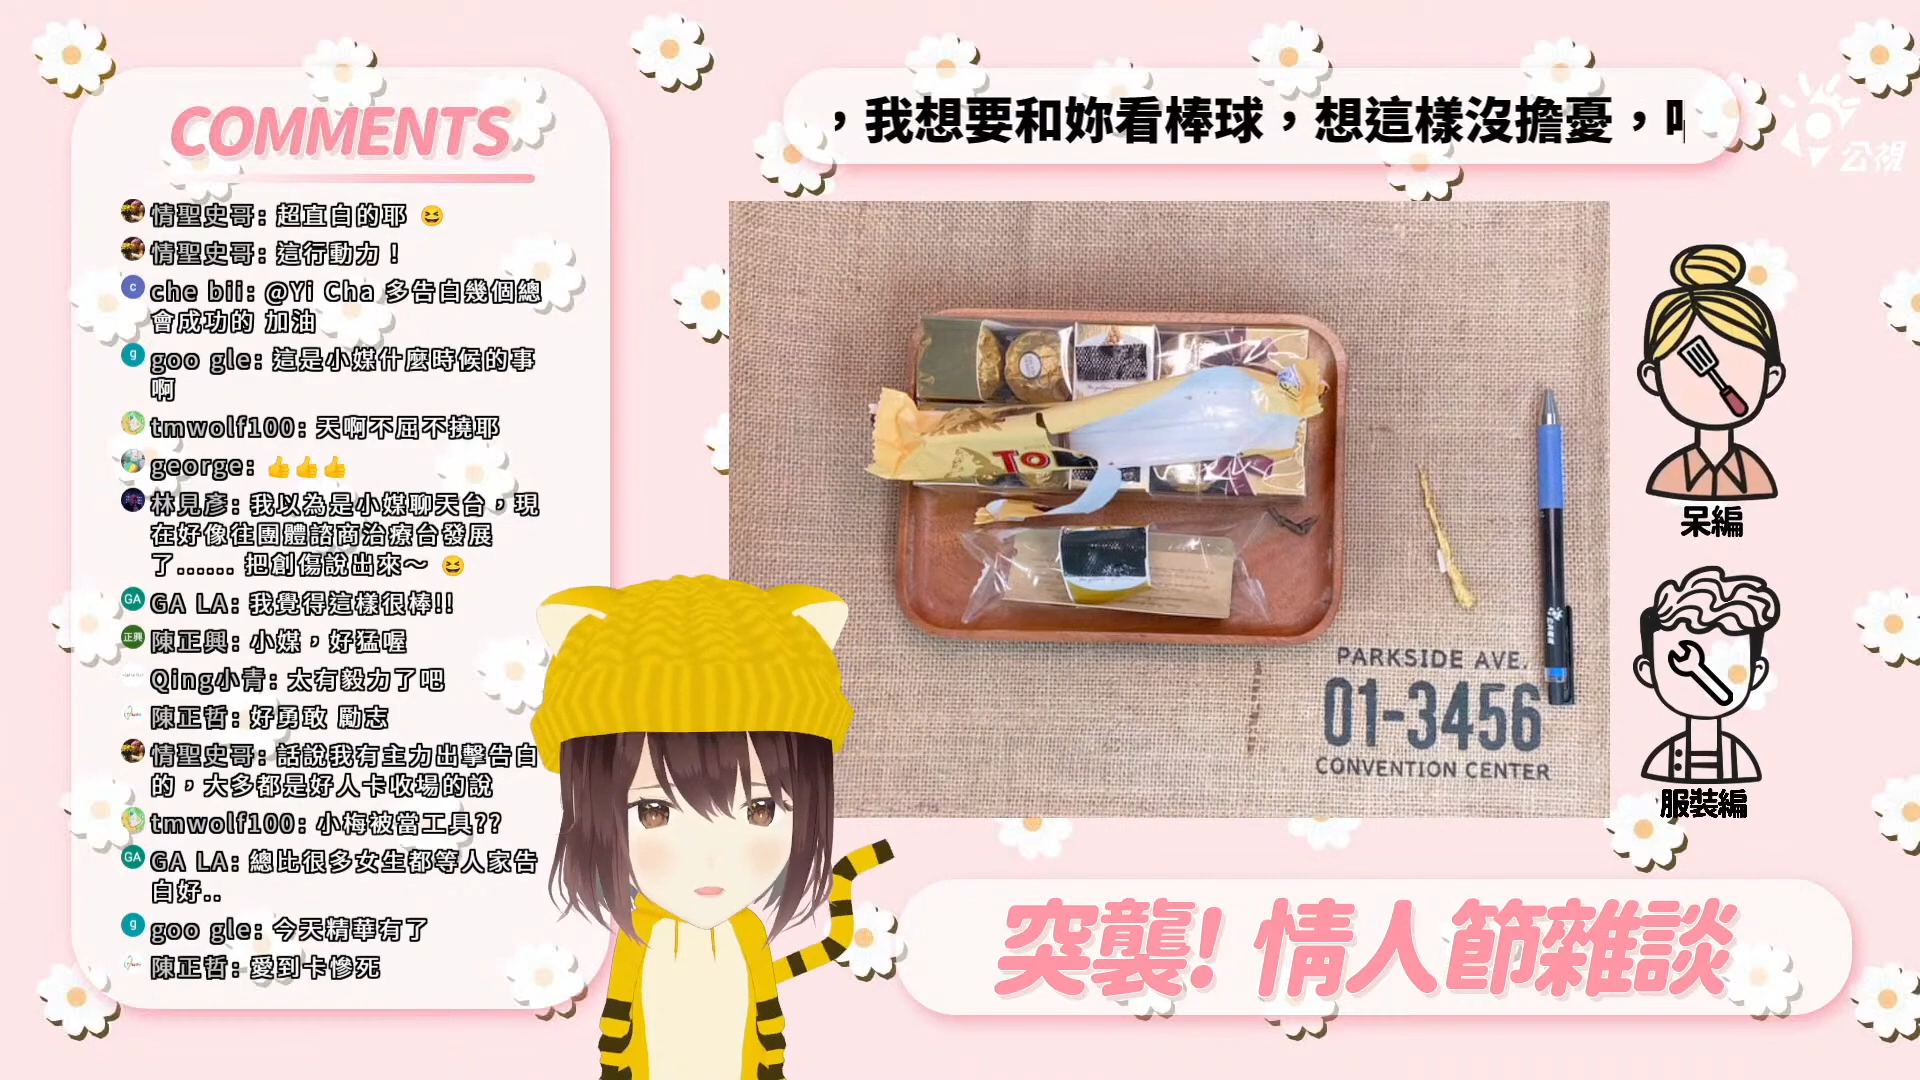 COMMENTS
情聖史哥: 超直白的耶 😆
情聖史哥: 這行動力！
che bii: @Yi Cha 多告白幾個總
會成功的 加油
goo gle: 這是小媒什麼時候的事
啊
tmwolf100: 天啊不屈不撓耶
george: 👍👍👍
林見彥: 我以為是小媒聊天台，現
在好像往團體諮商治療台發展
了...... 把創傷說出來～ 😆
GA LA: 我覺得這樣很棒!!
陳正興: 小媒，好猛喔
Qing小青: 太有毅力了吧
陳正哲: 好勇敢 勵志
情聖史哥: 話說我有主力出擊告白
的，大多都是好人卡收場的說
tmwolf100: 小梅被當工具??
GA LA: 總比很多女生都等人家告
白好..
goo gle: 今天精華有了
陳正哲: 愛到卡慘死
，我想要和妳看棒球，想這樣沒擔憂，
公視
TO
PARKSIDE AVE.
01-3456
CONVENTION CENTER
呆編
服裝編
突襲! 情人節雜談